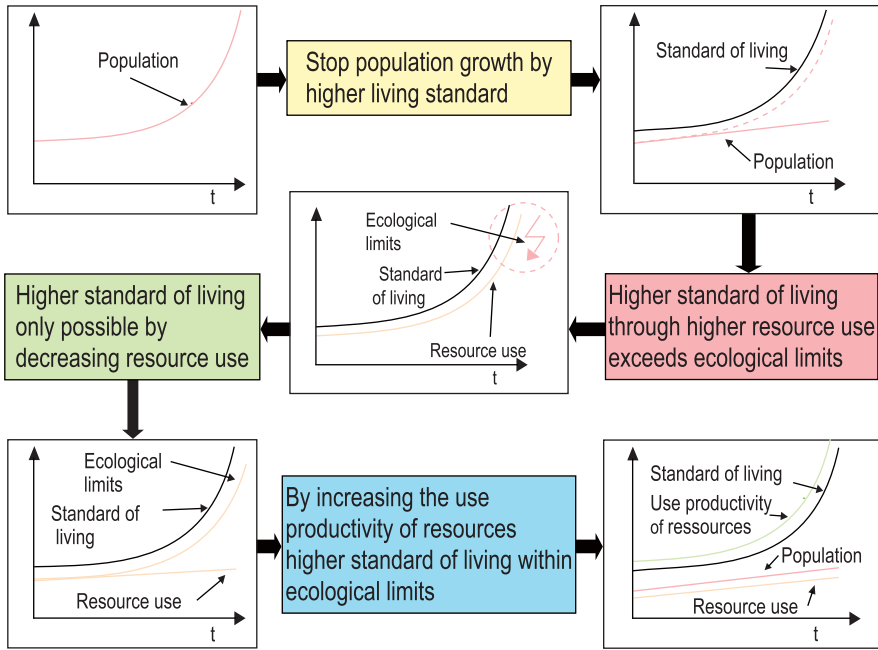 Population
t
Stop population growth by
higher living standard
Standard of living
Population
t
Higher standard of living
through higher resource use
exceeds ecological limits
Ecological
limits
Standard
of living
Resource use
t
Higher standard of living
only possible by
decreasing resource use
Ecological
limits
Standard of
living
Resource use
t
By increasing the use
productivity of resources
higher standard of living within
ecological limits
Standard of living
Use productivity
of ressources
Population
Resource use
t